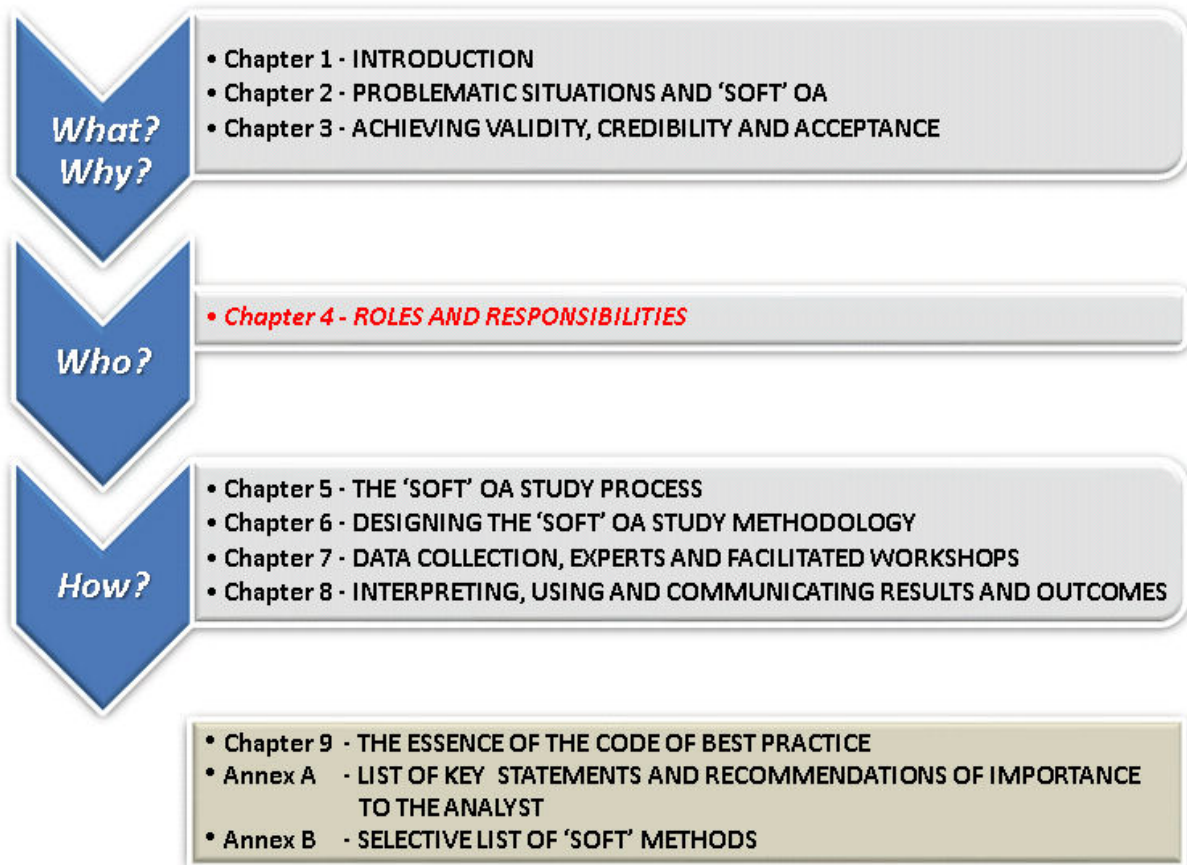 What?
Why?
• Chapter 1 - INTRODUCTION
• Chapter 2 - PROBLEMATIC SITUATIONS AND ‘SOFT’ OA
• Chapter 3 - ACHIEVING VALIDITY, CREDIBILITY AND ACCEPTANCE
Who?
• Chapter 4 - ROLES AND RESPONSIBILITIES
How?
• Chapter 5 - THE ‘SOFT’ OA STUDY PROCESS
• Chapter 6 - DESIGNING THE ‘SOFT’ OA STUDY METHODOLOGY
• Chapter 7 - DATA COLLECTION, EXPERTS AND FACILITATED WORKSHOPS
• Chapter 8 - INTERPRETING, USING AND COMMUNICATING RESULTS AND OUTCOMES
• Chapter 9 - THE ESSENCE OF THE CODE OF BEST PRACTICE
• Annex A - LIST OF KEY STATEMENTS AND RECOMMENDATIONS OF IMPORTANCE
TO THE ANALYST
• Annex B - SELECTIVE LIST OF ‘SOFT’ METHODS